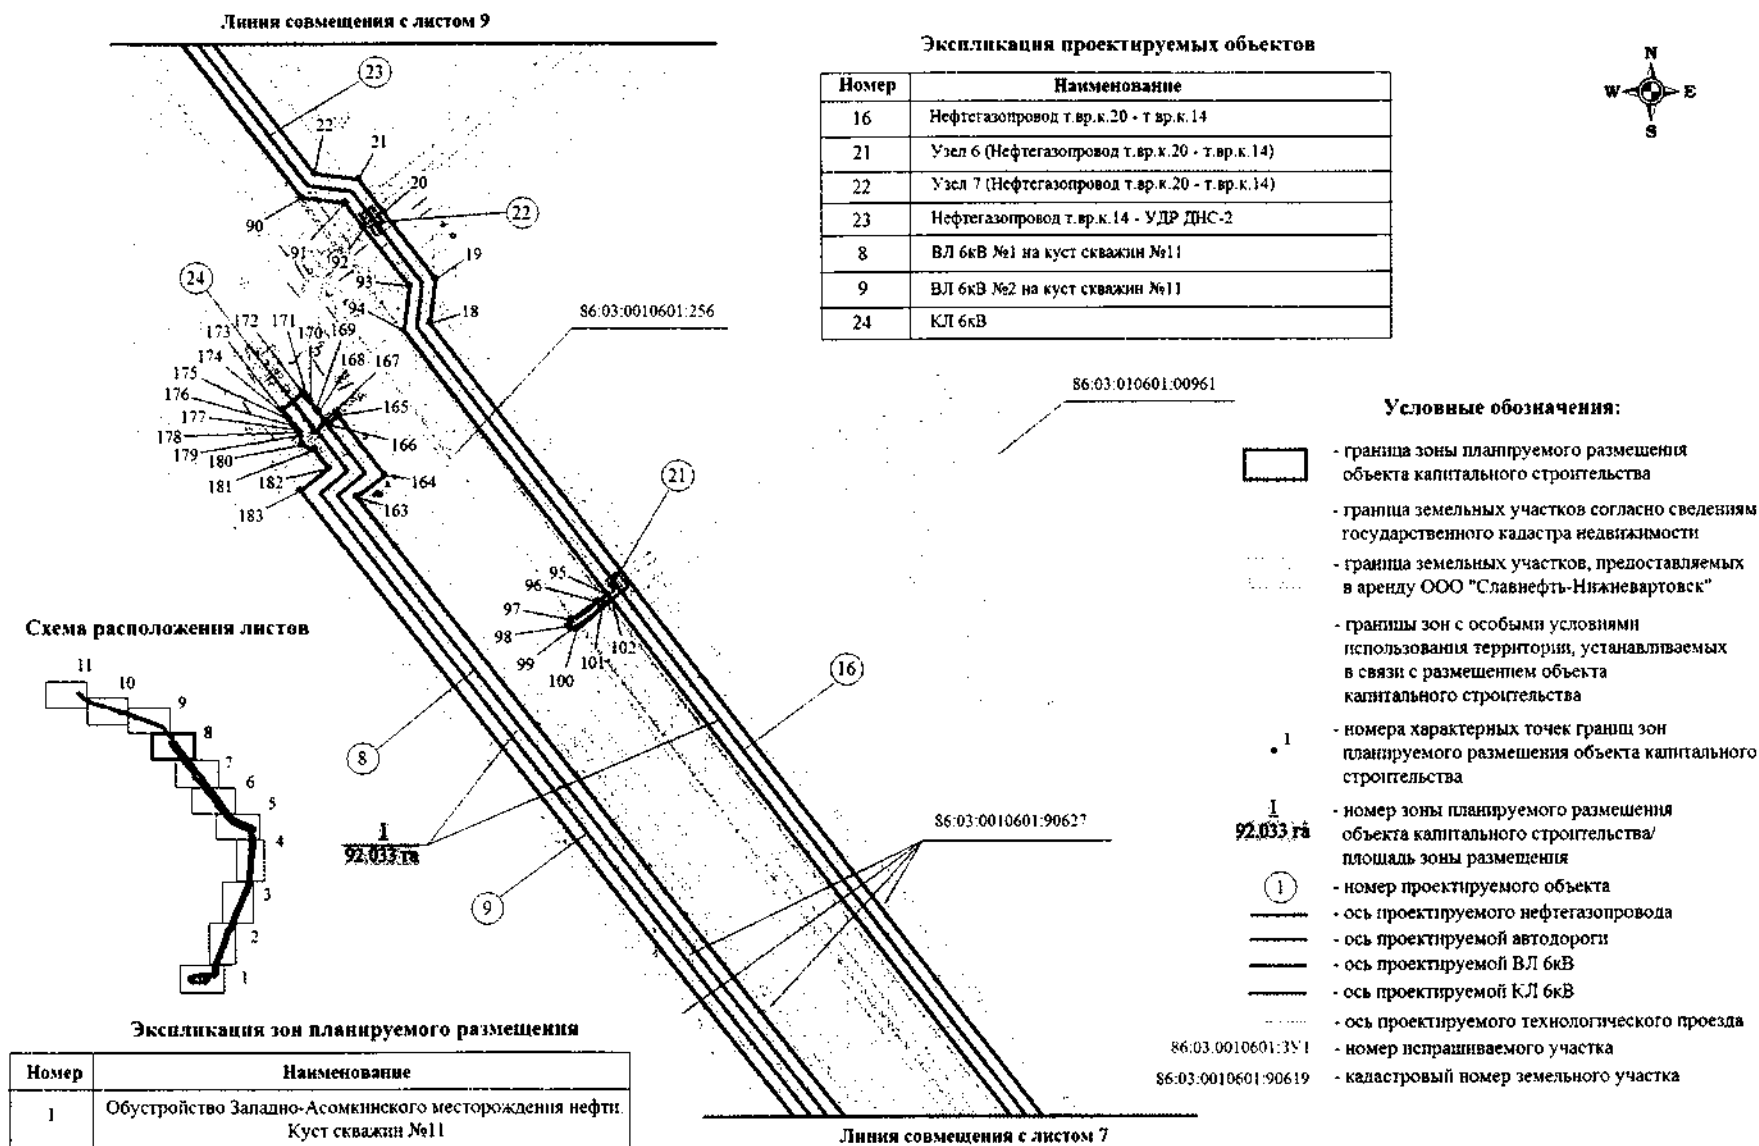 Линия совмещения с листом 9
Экспликация проектируемых объектов
Номер Наименование
16 Нефтегазопровод т.вр.к.20 - т вр.к.14
21 Узел 6 (Нефтегазопровод т.вр.к.20 - т.вр.к.14)
22 Узел 7 (Нефтегазопровод т.вр.к.20 - т.вр.к.14)
23 Нефтегазопровод т.вр.к.14 - УДР ДНС-2
8 ВЛ 6кВ №1 на куст скважин №11
9 ВЛ 6кВ №2 на куст скважин №11
24 КЛ 6кВ
N
W E
S
23
22
21
20
22
90
91
92
19
93
94
18
24
86:03:0010601:256
172
171
170
169
173
168
167
174
175
165
176
177
166
178
179
180
181
182
164
183
163
86:03:010601:00961
21
95
96
97
98
99
100
101
102
16
8
9
1
92.033 га
86:03:0010601:90627
Условные обозначения:
- граница зоны планируемого размещения
объекта капитального строительства
- граница земельных участков согласно сведениям
государственного кадастра недвижимости
- граница земельных участков, предоставляемых
в аренду ООО "Славнефть-Нижневартовск"
- границы зон с особыми условиями
использования территории, устанавливаемых
в связи с размещением объекта
капитального строительства
1
- номера характерных точек границ зон
планируемого размещения объекта капитального
строительства
1
92.033 га
- номер зоны планируемого размещения
объекта капитального строительства/
площадь зоны размещения
1 - номер проектируемого объекта
- ось проектируемого нефтегазопровода
- ось проектируемой автодороги
- ось проектируемой ВЛ 6кВ
- ось проектируемой КЛ 6кВ
- ось проектируемого технологического проезда
86:03.0010601:ЗУ1 - номер испрашиваемого участка
86:03:0010601:90619 - кадастровый номер земельного участка
Схема расположения листов
11
10
9
8
7
6
5
4
3
2
1
Экспликация зон планируемого размещения
Номер Наименование
1 Обустройство Западно-Асомкинского месторождения нефти.
Куст скважин №11
Линия совмещения с листом 7